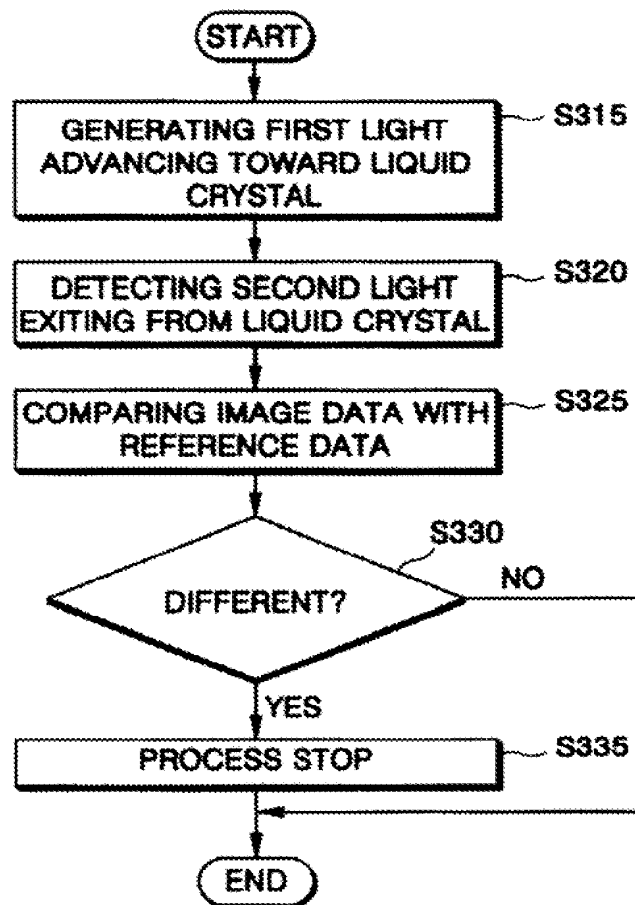 START
GENERATING FIRST LIGHT
ADVANCING TOWARD LIQUID
CRYSTAL
S315
DETECTING SECOND LIGHT
EXITING FROM LIQUID CRYSTAL
S320
COMPARING IMAGE DATA WITH
REFERENCE DATA
S325
S330
DIFFERENT?
NO
YES
PROCESS STOP
S335
END